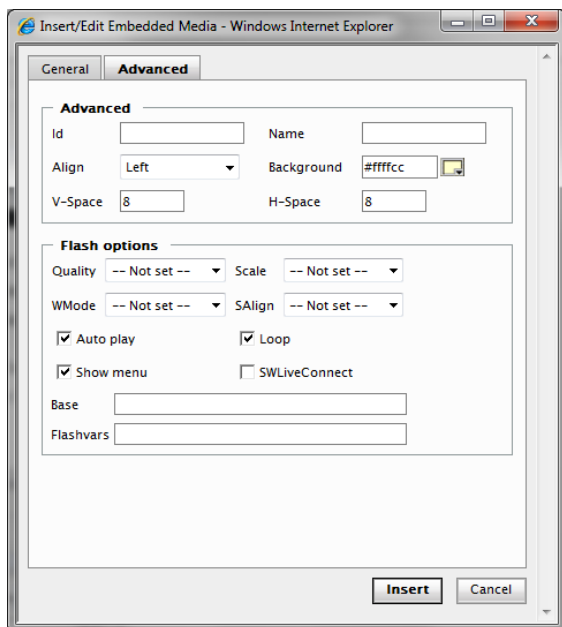 Insert/Edit Embedded Media - Windows Internet Explorer
General Advanced
Advanced
Id Name
Align Left Background #ffffcc
V-Space 8 H-Space 8
Flash options
Quality -- Not set -- Scale -- Not set --
WMode -- Not set -- SAlign -- Not set --
Auto play Loop
Show menu SWLiveConnect
Base
Flashvars
Insert Cancel